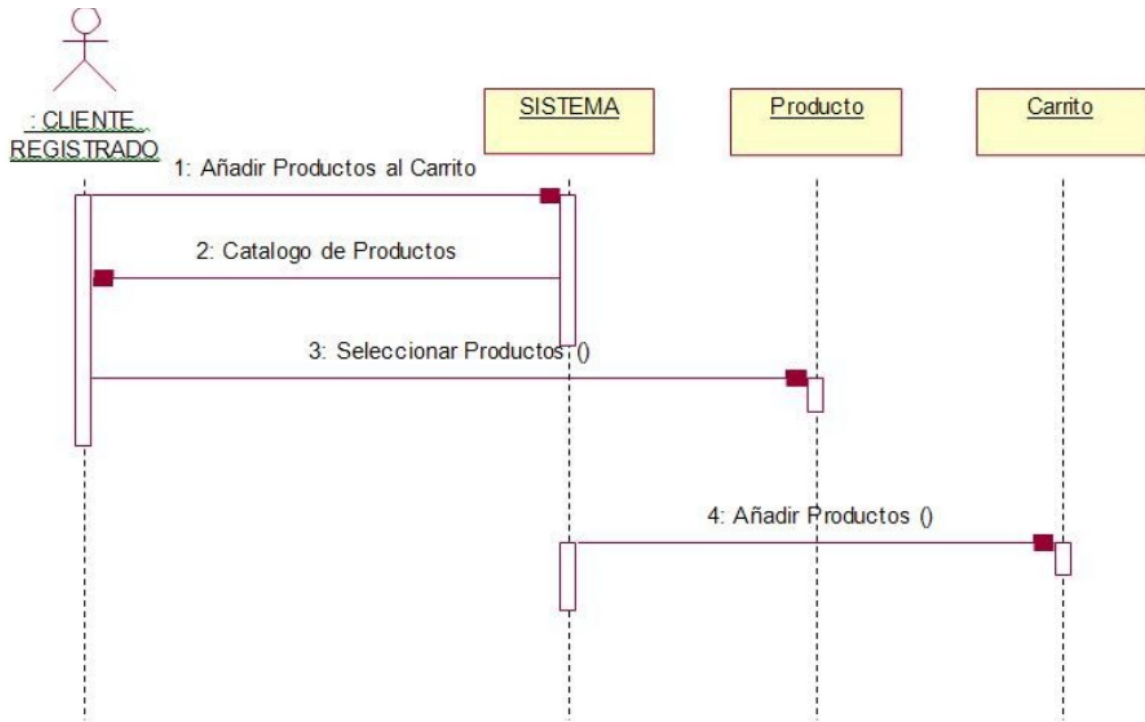 : CLIENTE
REGISTRADO
SISTEMA
Producto
Carrito
1: Añadir Productos al Carrito
2: Catalogo de Productos
3: Seleccionar Productos ()
4: Añadir Productos ()